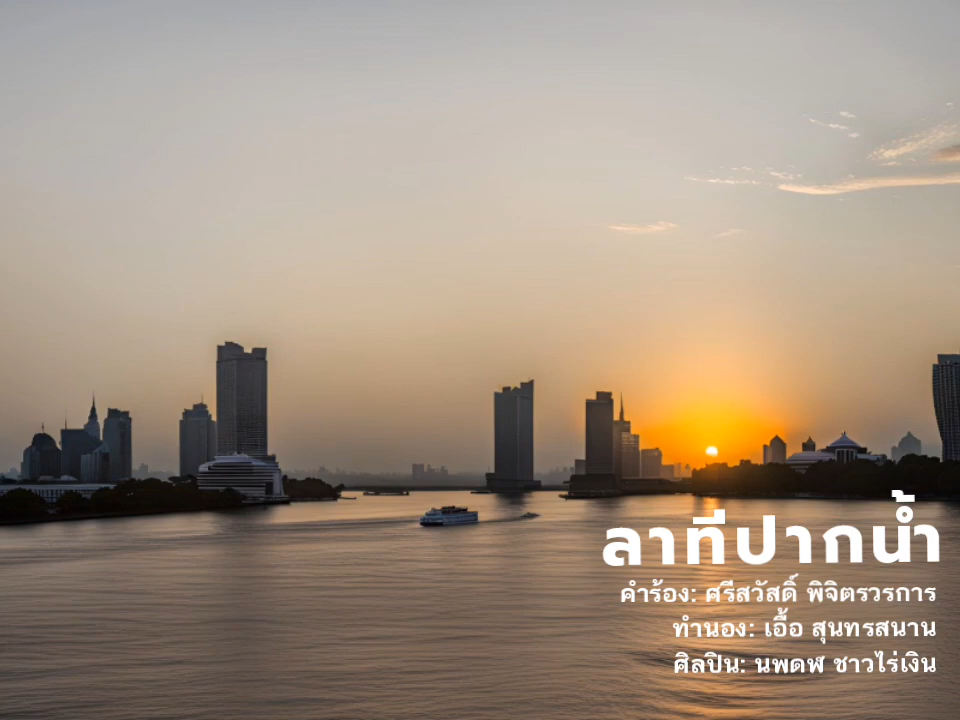 ลาทีปากน้ำ
คำร้อง: ศรีสวัสดิ์ พิจิตรวรการ
ทำนอง: เอื้อ สุนทรสนาน
ศิลปิน: นพดฬ ชาวไร่เงิน